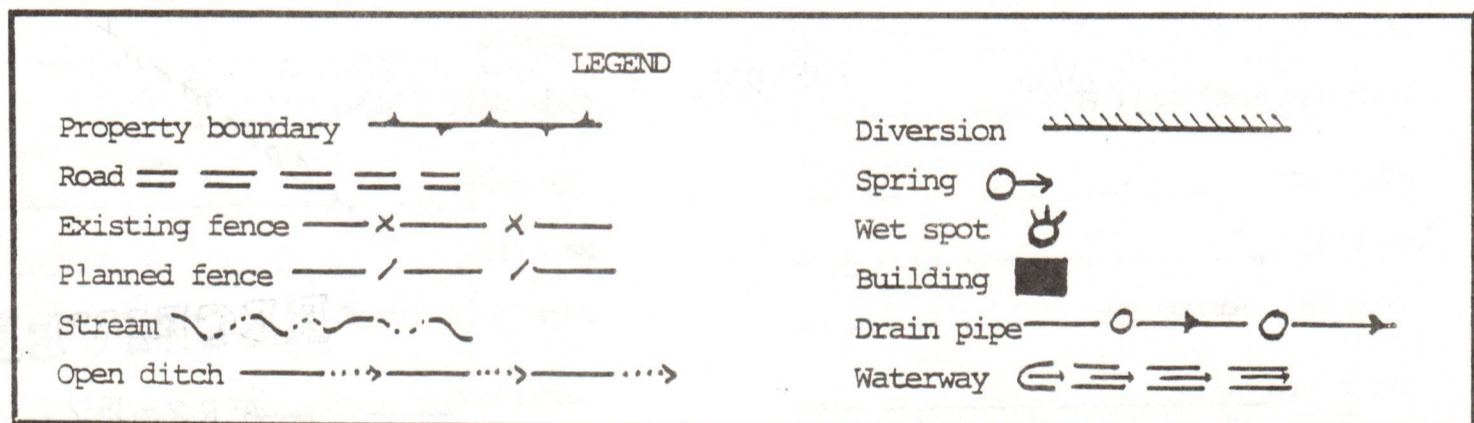 LEGEND
Property boundary
Road
Existing fence
Planned fence
Stream
Open ditch
Diversion
Spring
Wet spot
Building
Drain pipe
Waterway